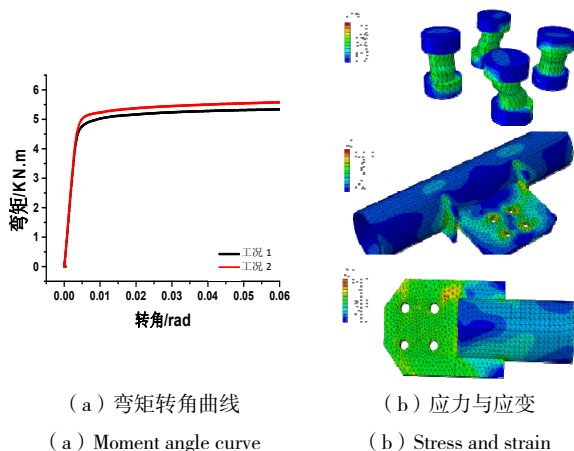 弯矩/KN.m
6
5
4
3
2
1
0
工况 1
工况 2
0.00 0.01 0.02 0.03 0.04 0.05 0.06
转角/rad
（a）弯矩转角曲线
（b）应力与应变
（a）Moment angle curve
（b）Stress and strain